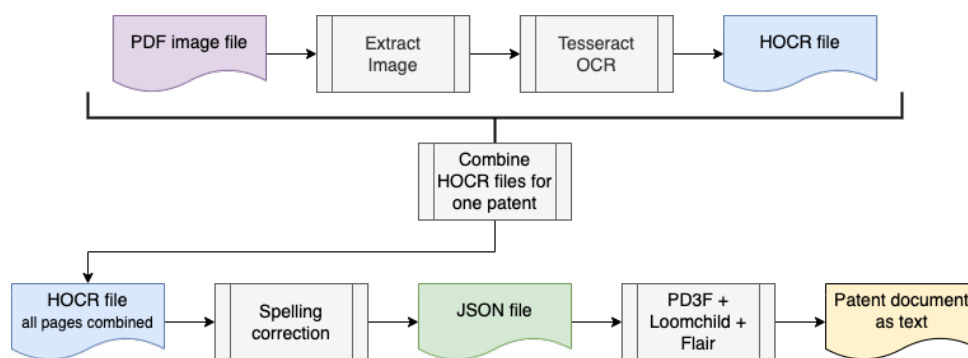 PDF image file
Extract
Image
Tesseract
OCR
HOCR file
Combine
HOCR files for
one patent
HOCR file
all pages combined
Spelling
correction
JSON file
PD3F +
Loomchild +
Flair
Patent document
as text